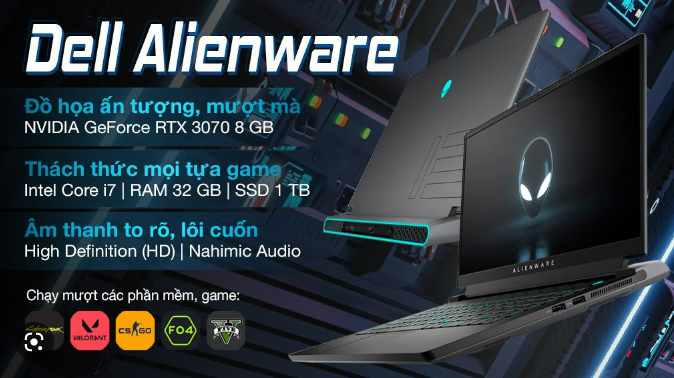 Dell Alienware
Đồ họa ấn tượng, mượt mà
NVIDIA GeForce RTX 3070 8 GB
Thách thức mọi tựa game
Intel Core i7 | RAM 32 GB | SSD 1 TB
Âm thanh to rõ, lôi cuốn
High Definition (HD) | Nahimic Audio
ALIENWARE
Chạy mượt các phần mềm, game:
VALORANT
CS:GO
FO4
V
FIVE